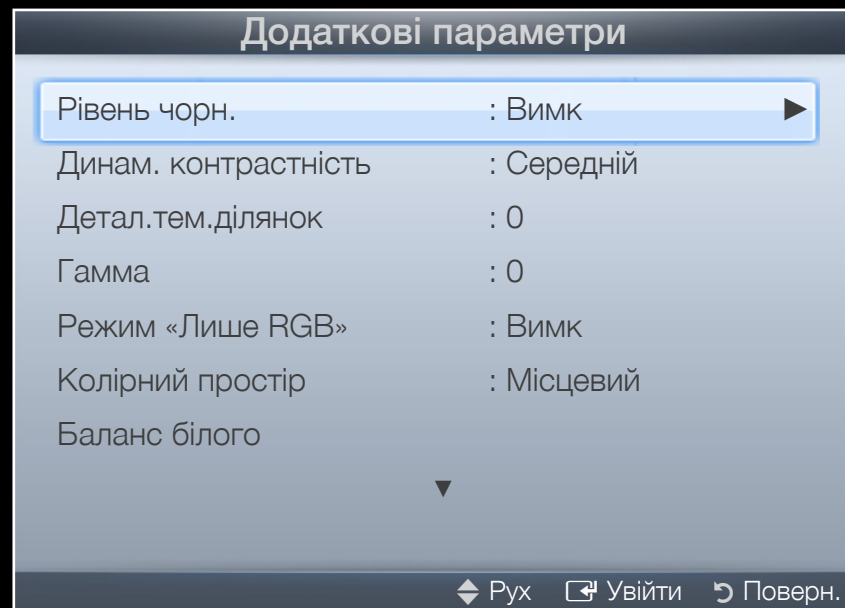 Додаткові параметри
Рівень чорн. : Вимк ►
Динам. контрастність : Середній
Детал.тем.ділянок : 0
Гамма : 0
Режим «Лише RGB» : Вимк
Колірний простір : Місцевий
Баланс білого
▼
Рух Увійти Поверн.